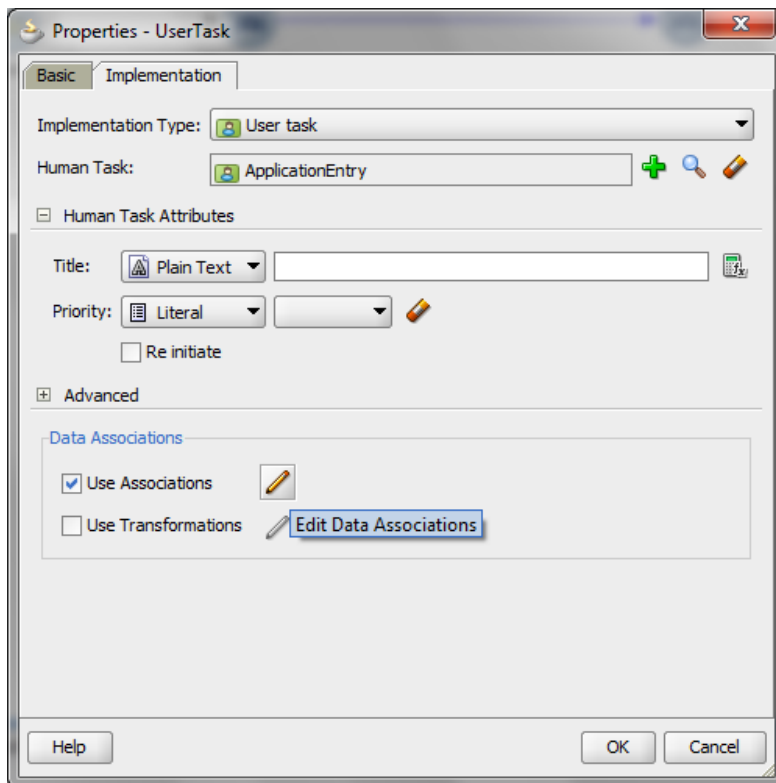 Properties - UserTask
Basic Implementation
Implementation Type: User task
Human Task: ApplicationEntry
Human Task Attributes
Title: Plain Text
Priority: Literal
Re initiate
Advanced
Data Associations
Use Associations
Use Transformations Edit Data Associations
Help OK Cancel